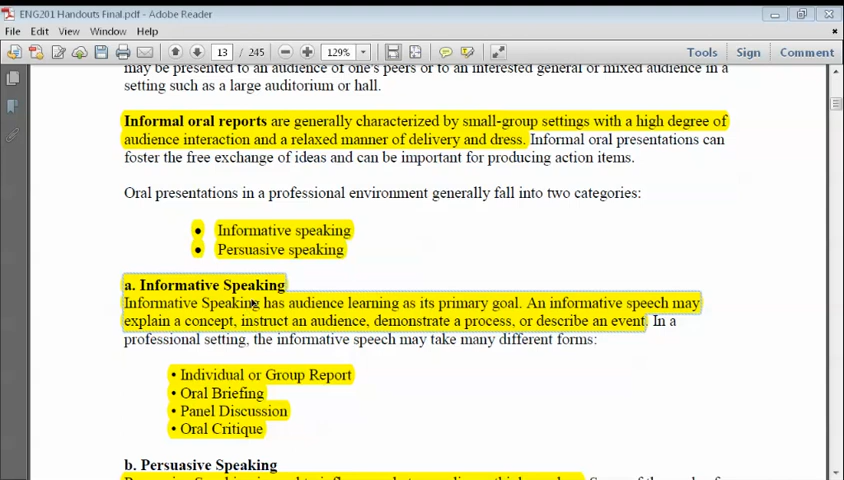 ENG201 Handouts Final.pdf - Adobe Reader
File Edit View Window Help
13 / 245 129% Tools Sign Comment
may be presented to an audience of one's peers or to an interested general or mixed audience in a
setting such as a large auditorium or hall.
Informal oral reports are generally characterized by small-group settings with a high degree of
audience interaction and a relaxed manner of delivery and dress. Informal oral presentations can
foster the free exchange of ideas and can be important for producing action items.
Oral presentations in a professional environment generally fall into two categories:
• Informative speaking
• Persuasive speaking
a. Informative Speaking
Informative Speaking has audience learning as its primary goal. An informative speech may
explain a concept, instruct an audience, demonstrate a process, or describe an event. In a
professional setting, the informative speech may take many different forms:
• Individual or Group Report
• Oral Briefing
• Panel Discussion
• Oral Critique
b. Persuasive Speaking